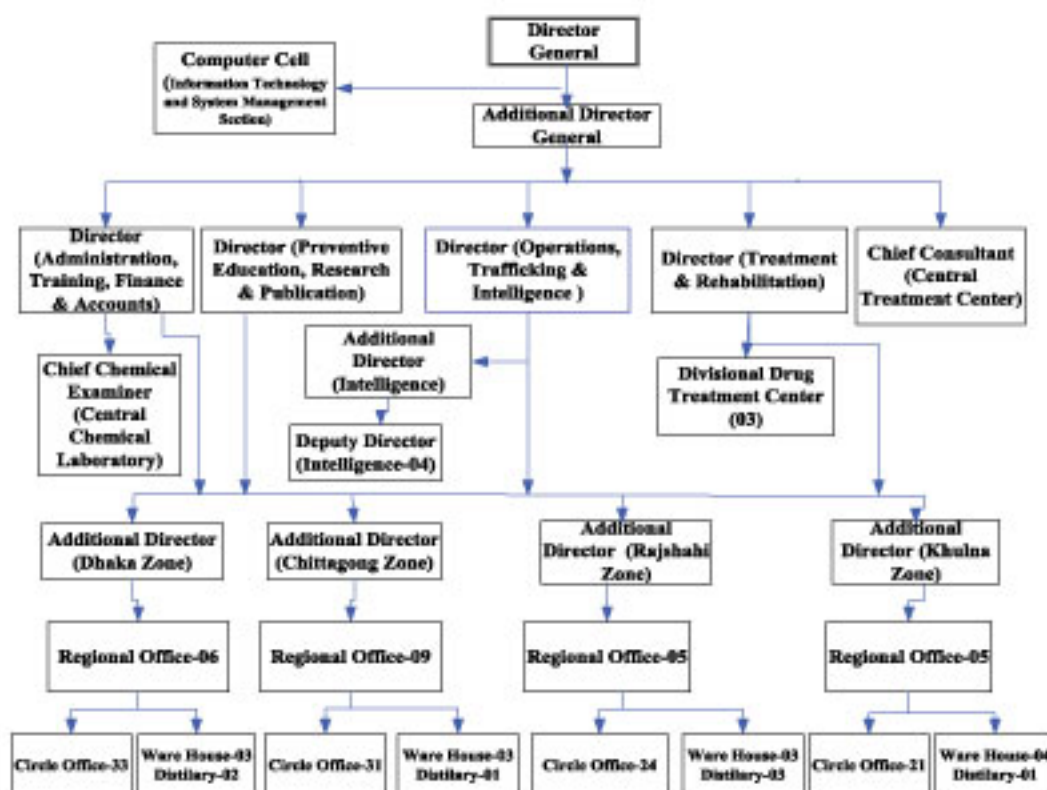 Director
General
Computer Cell
(Information Technology
and System Management
Section)
Additional Director
General
Director
(Administration,
Training, Finance
& Accounts)
Director (Preventive
Education, Research
& Publication)
Director (Operations,
Trafficking &
Intelligence )
Director (Treatment
& Rehabilitation)
Chief Consultant
(Central
Treatment Center)
Chief Chemical
Examiner
(Central
Chemical
Laboratory)
Additional
Director
(Intelligence)
Deputy Director
(Intelligence-04)
Divisional Drug
Treatment Center
(03)
Additional Director
(Dhaka Zone)
Additional Director
(Chittagong Zone)
Additional
Director (Rajshahi
Zone)
Additional
Director (Khulna
Zone)
Regional Office-06
Regional Office-09
Regional Office-05
Regional Office-05
Circle Office-33
Ware House-03
Distilary-02
Circle Office-31
Ware House-03
Distilary-01
Circle Office-24
Ware House-03
Distilary-03
Circle Office-21
Ware House-04
Distilary-01